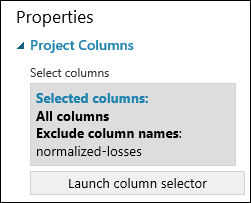 Properties
Project Columns
Select columns
Selected columns:
All columns
Exclude column names:
normalized-losses
Launch column selector